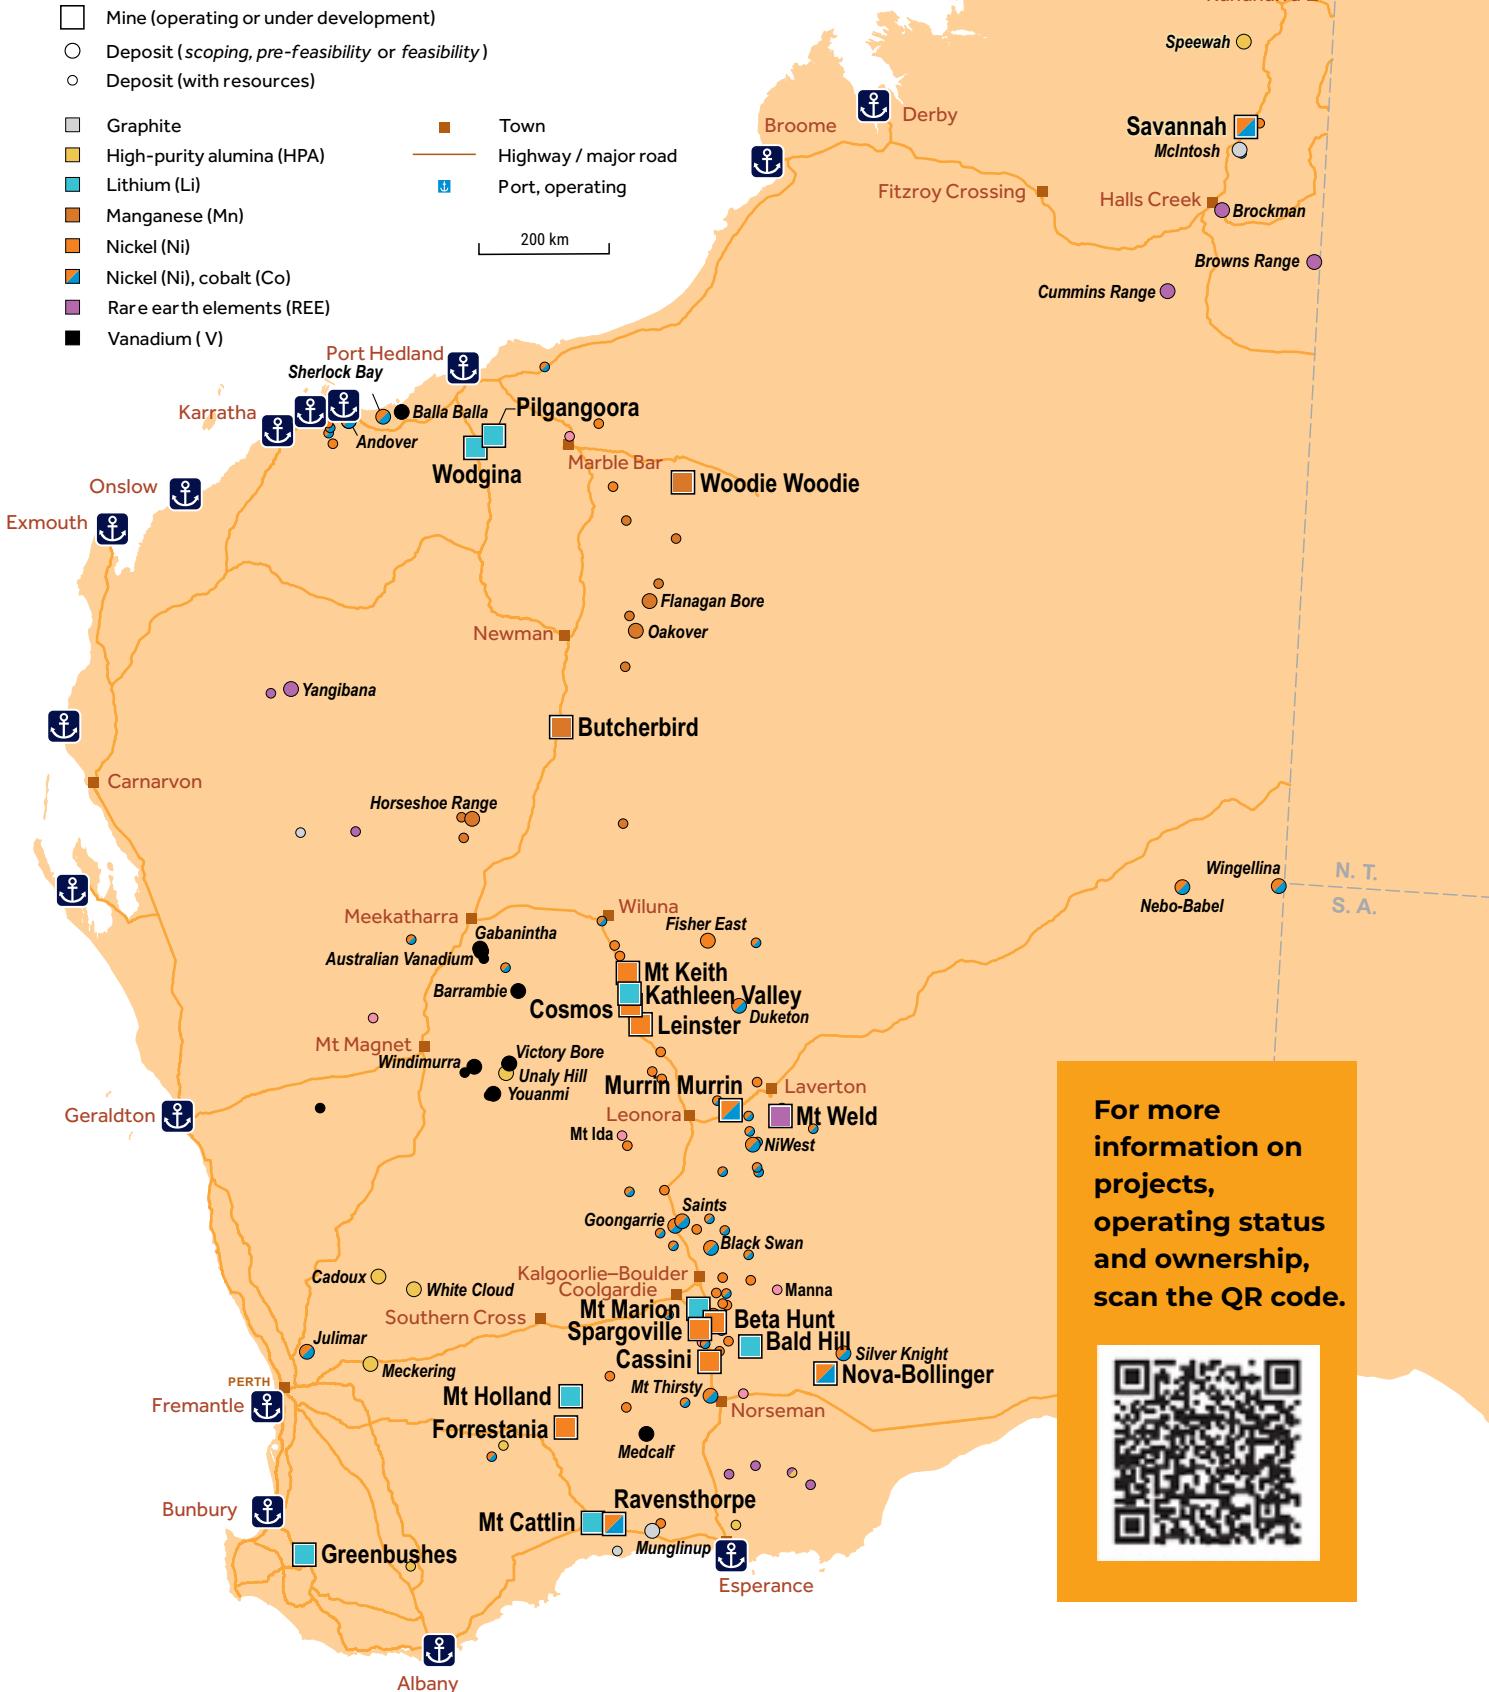 Mine (operating or under development)
Deposit (scoping, pre-feasibility or feasibility)
Deposit (with resources)
Graphite
High-purity alumina (HPA)
Lithium (Li)
Manganese (Mn)
Nickel (Ni)
Nickel (Ni), cobalt (Co)
Rare earth elements (REE)
Vanadium (V)
Town
Highway / major road
Port, operating
200 km
Speewah
Derby
Broome
Savannah
McIntosh
Fitzroy Crossing
Halls Creek
Brockman
Browns Range
Cummins Range
Port Hedland
Sherlock Bay
Karratha
Balla Balla
Pilgangoora
Andover
Marble Bar
Wodgina
Woodie Woodie
Onslow
Exmouth
Flanagan Bore
Newman
Oakover
Yangibana
Butcherbird
Carnarvon
Horseshoe Range
Wingellina
N. T.
Nebo-Babel
S. A.
Meekatharra
Wiluna
Fisher East
Gabanintha
Australian Vanadium
Mt Keith
Barrambie
Kathleen Valley
Cosmos
Duketon
Leinster
Mt Magnet
Victory Bore
Windimurra
Unaly Hill
Youanmi
Murrin Murrin
Laverton
Geraldton
Leonora
Mt Weld
Mt Ida
NiWest
Saints
Goongarrie
Black Swan
Cadoux
Kalgoorlie–Boulder
White Cloud
Coolgardie
Manna
Mt Marion
Southern Cross
Beta Hunt
Spargoville
Julimar
Bald Hill
Silver Knight
Cassini
Meckering
Nova-Bollinger
PERTH
Mt Thirsty
Mt Holland
Fremantle
Norseman
Forrestania
Medcalf
Ravensthorpe
Bunbury
Mt Cattlin
Munglinup
Greenbushes
Esperance
Albany
For more
information on
projects,
operating status
and ownership,
scan the QR code.